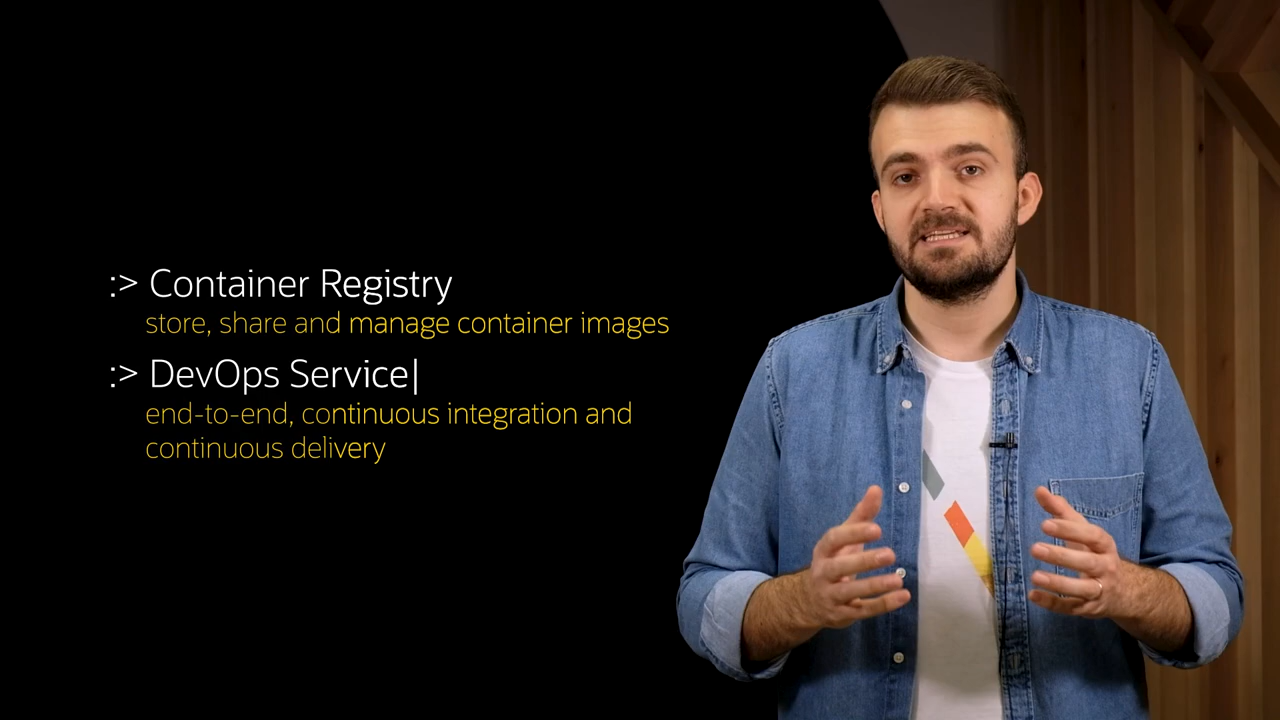 :> Container Registry
store, share and manage container images
:> DevOps Service|
end-to-end, continuous integration and
continuous delivery